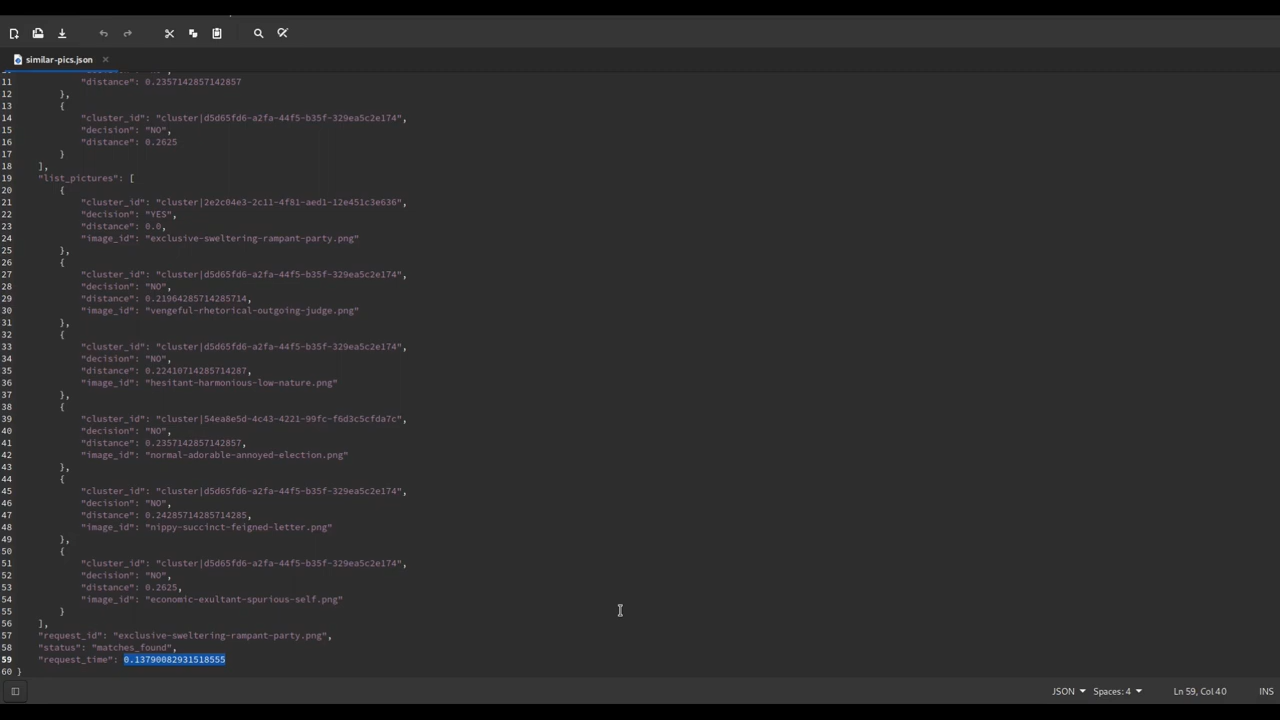 similar-pics.json
11 "distance": 0.2357142857142857
12 },
13 {
14 "cluster_id": "cluster|d5d65fd6-a2fa-44f5-b35f-329ea5c2e174",
15 "decision": "NO",
16 "distance": 0.2625
17 }
18 ],
19 "list_pictures": [
20 {
21 "cluster_id": "cluster|2e2c04e3-2c11-4f81-aed1-12e451c3e636",
22 "decision": "YES",
23 "distance": 0.0,
24 "image_id": "exclusive-sweltering-rampant-party.png"
25 },
26 {
27 "cluster_id": "cluster|d5d65fd6-a2fa-44f5-b35f-329ea5c2e174",
28 "decision": "NO",
29 "distance": 0.21964285714285714,
30 "image_id": "vengeful-rhetorical-outgoing-judge.png"
31 },
32 {
33 "cluster_id": "cluster|d5d65fd6-a2fa-44f5-b35f-329ea5c2e174",
34 "decision": "NO",
35 "distance": 0.22410714285714287,
36 "image_id": "hesitant-harmonious-low-nature.png"
37 },
38 {
39 "cluster_id": "cluster|54ea8e5d-4c43-4221-99fc-f6d3c5cfda7c",
40 "decision": "NO",
41 "distance": 0.2357142857142857,
42 "image_id": "normal-adorable-annoyed-election.png"
43 },
44 {
45 "cluster_id": "cluster|d5d65fd6-a2fa-44f5-b35f-329ea5c2e174",
46 "decision": "NO",
47 "distance": 0.24285714285714285,
48 "image_id": "nippy-succinct-feigned-letter.png"
49 },
50 {
51 "cluster_id": "cluster|d5d65fd6-a2fa-44f5-b35f-329ea5c2e174",
52 "decision": "NO",
53 "distance": 0.2625,
54 "image_id": "economic-exultant-spurious-self.png"
55 }
56 ],
57 "request_id": "exclusive-sweltering-rampant-party.png",
58 "status": "matches_found",
59 "request_time": 0.13790082931518555
60 }
JSON Spaces: 4 Ln 59, Col 40 INS